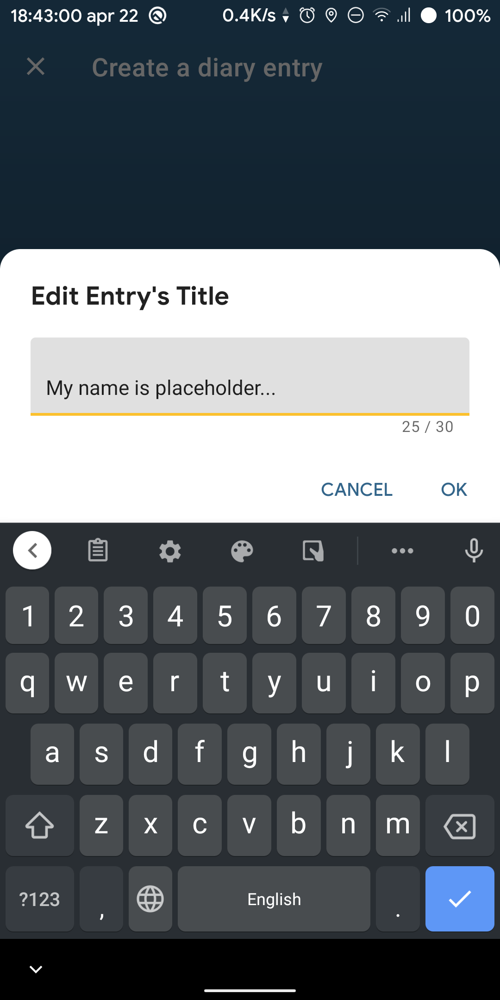 18:43:00 apr 22 0.4K/s 100%
Create a diary entry
Edit Entry's Title
My name is placeholder...
25 / 30
CANCEL OK
1 2 3 4 5 6 7 8 9 0
q w e r t y u i o p
a s d f g h j k l
z x c v b n m
?123 , English .